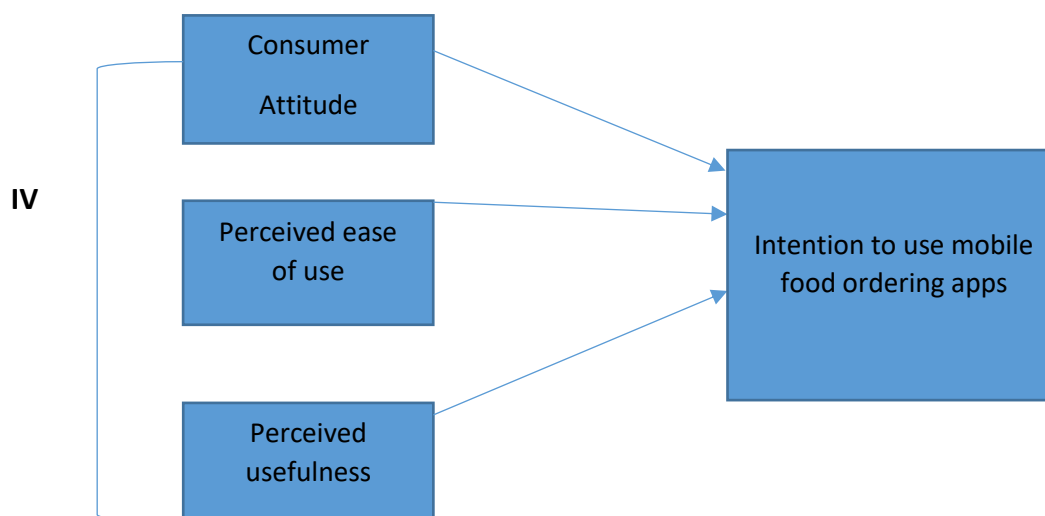 Consumer
Attitude
IV
Perceived ease
of use
Intention to use mobile
food ordering apps
Perceived
usefulness